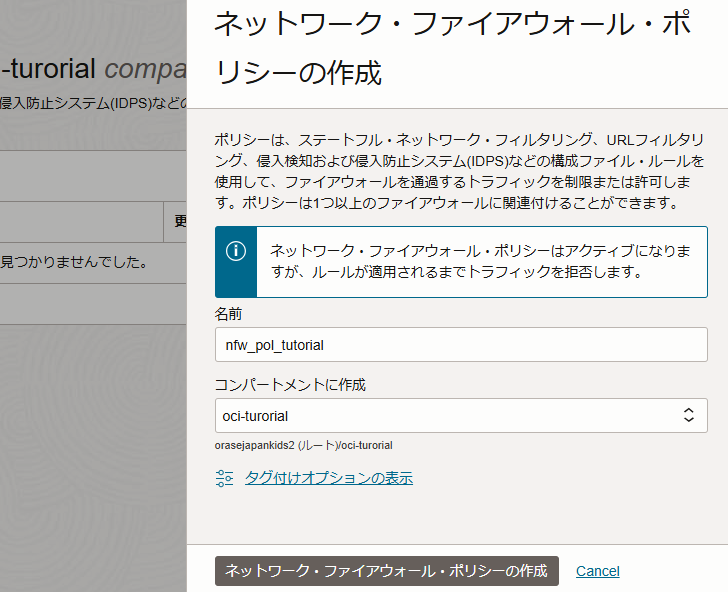 ネットワーク・ファイアウォール・ポ
リシーの作成
-turorial compa
侵入防止システム(IDPS)などの
更
見つかりませんでした。
ポリシーは、ステートフル・ネットワーク・フィルタリング、URLフィルタリ
ング、侵入検知および侵入防止システム(IDPS)などの構成ファイル・ルールを
使用して、ファイアウォールを通過するトラフィックを制限または許可しま
す。ポリシーは1つ以上のファイアウォールに関連付けることができます。
ネットワーク・ファイアウォール・ポリシーはアクティブになりま
すが、ルールが適用されるまでトラフィックを拒否します。
名前
nfw_pol_tutorial
コンパートメントに作成
oci-turorial
orasejapankids2 (ルート)/oci-turorial
タグ付けオプションの表示
ネットワーク・ファイアウォール・ポリシーの作成
Cancel